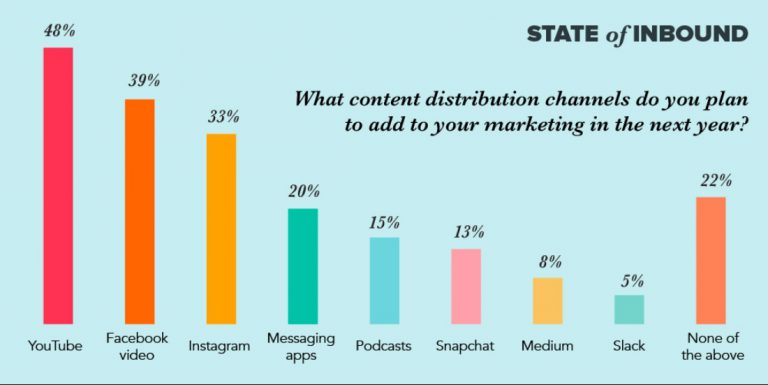 STATE of INBOUND
What content distribution channels do you plan
to add to your marketing in the next year?
48%
39%
33%
20%
15%
13%
8%
5%
22%
YouTube
Facebook
video
Instagram
Messaging
apps
Podcasts
Snapchat
Medium
Slack
None of
the above